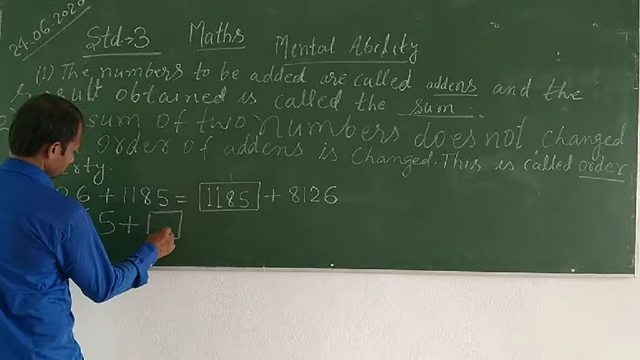 24.06.2020
Std→3 Maths
Mental Ability
(1) The numbers to be added are called addens and the
result obtained is called the sum.
sum of two numbers does not changed
order of addens is changed. This is called order
26 + 1185 = 1185 + 8126
5 +